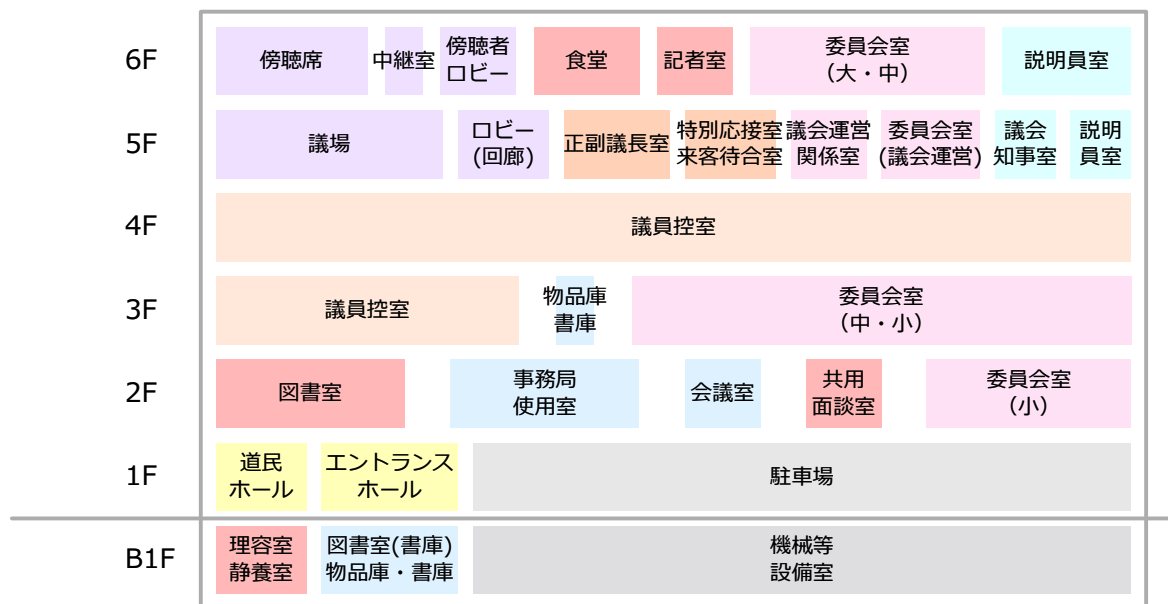 6F
傍聴席
中継室
傍聴者
ロビー
食堂
記者室
委員会室
（大・中）
説明員室
5F
議場
ロビー
(回廊)
正副議長室
特別応接室
来客待合室
議会運営
関係室
委員会室
(議会運営)
議会
知事室
説明
員室
4F
議員控室
3F
議員控室
物品庫
書庫
委員会室
（中・小）
2F
図書室
事務局
使用室
会議室
共用
面談室
委員会室
（小）
1F
道民
ホール
エントランス
ホール
駐車場
B1F
理容室
静養室
図書室(書庫)
物品庫・書庫
機械等
設備室